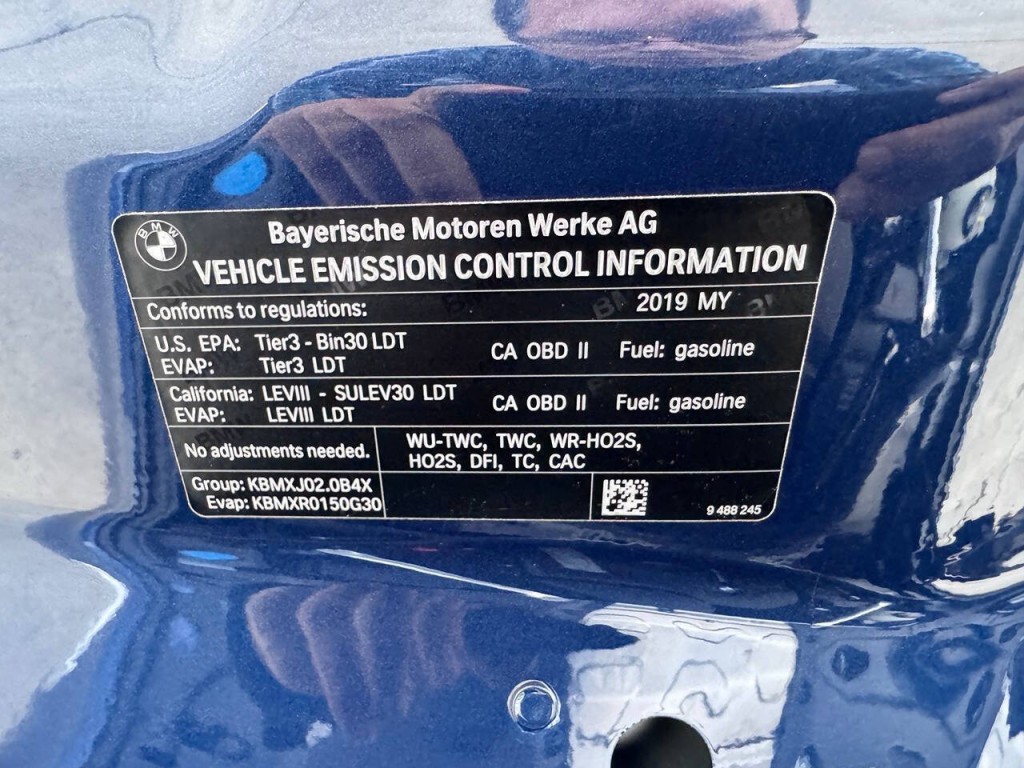 BMW
Bayerische Motoren Werke AG
VEHICLE EMISSION CONTROL INFORMATION
Conforms to regulations: 2019 MY
U.S. EPA: Tier3 - Bin30 LDT CA OBD II Fuel: gasoline
EVAP: Tier3 LDT
California: LEVIII - SULEV30 LDT CA OBD II Fuel: gasoline
EVAP: LEVIII LDT
No adjustments needed. WU-TWC, TWC, WR-HO2S,
HO2S, DFI, TC, CAC
Group: KBMXJ02.0B4X
Evap: KBMXR0150G30
9 488 245